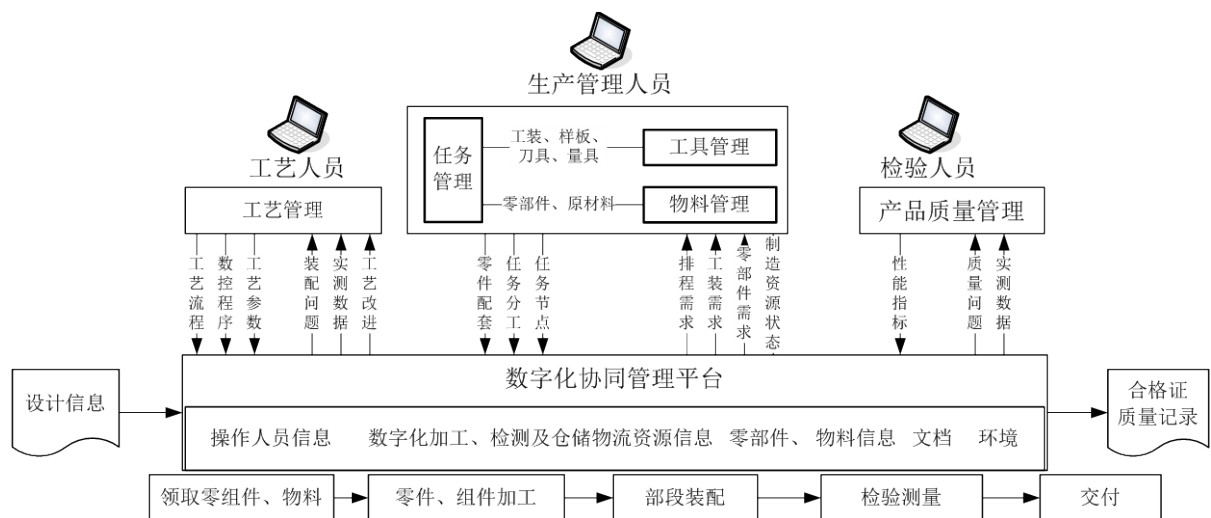 生产管理人员
工艺人员
检验人员
任务
管理
工装、样板、
刀具、量具
工具管理
零部件、原材料
物料管理
工艺管理
产品质量管理
工艺流程
数控程序
工艺参数
装配问题
实测数据
工艺改进
零件配套
任务分工
任务节点
排程需求
工装需求
零部件需求
制造资源状态
性能指标
质量问题
实测数据
设计信息
数字化协同管理平台
操作人员信息 数字化加工、检测及仓储物流资源信息 零部件、物料信息 文档 环境
合格证
质量记录
领取零组件、物料
零件、组件加工
部段装配
检验测量
交付